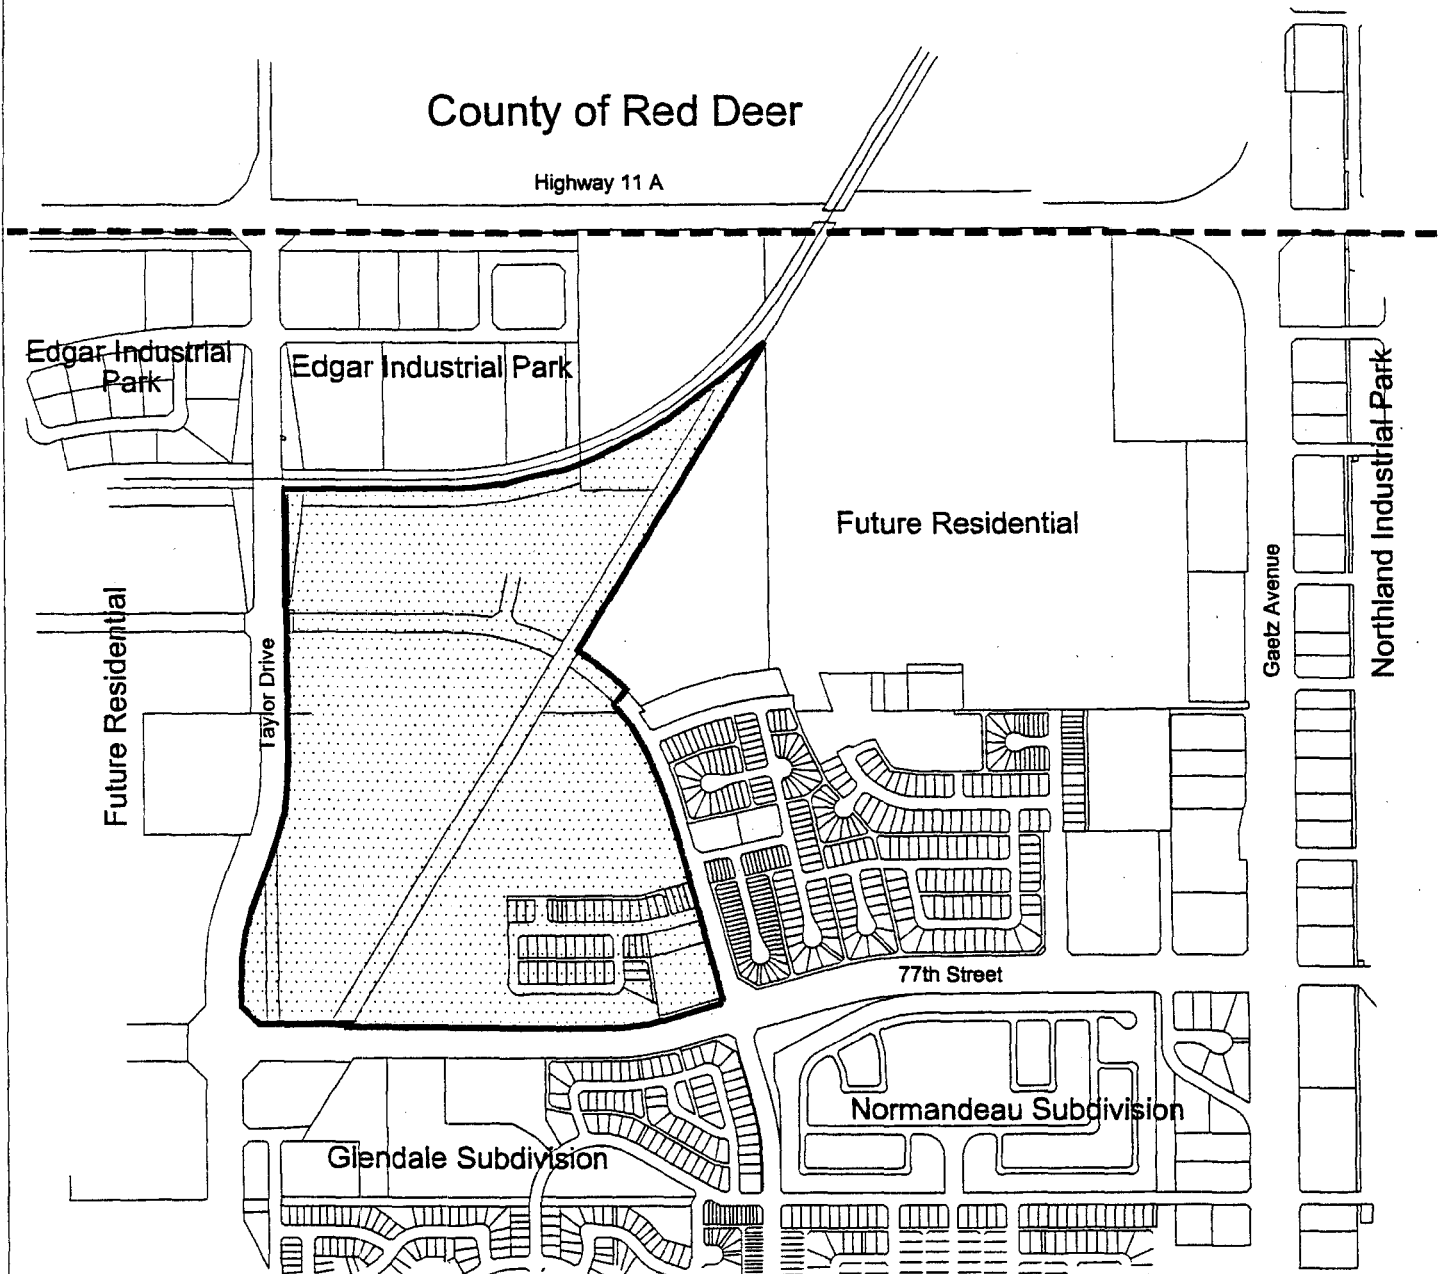 County of Red Deer
Highway 11 A
Edgar Industrial
Park
Edgar Industrial Park
Northland Industrial Park
Future Residential
Gaetz Avenue
Future Residential
Taylor Drive
77th Street
Normandeau Subdivision
Glendale Subdivision